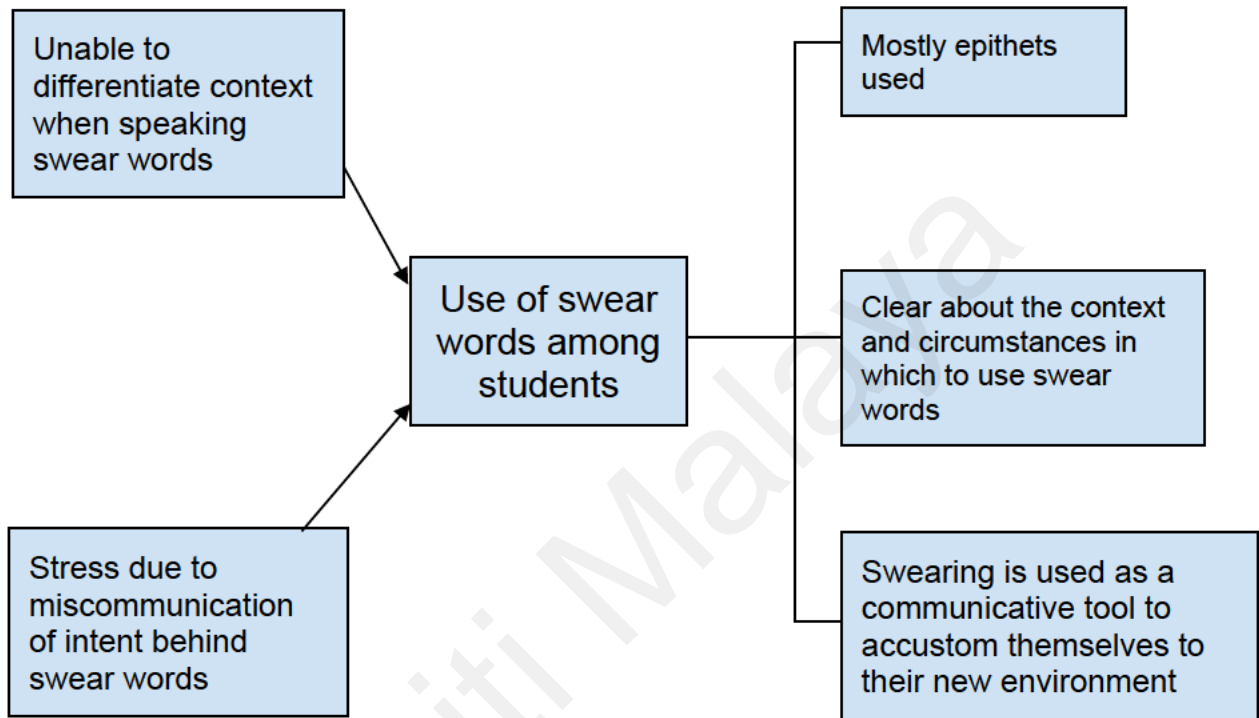 Unable to
differentiate context
when speaking
swear words
Stress due to
miscommunication
of intent behind
swear words
Use of swear
words among
students
Mostly epithets
used
Clear about the context
and circumstances in
which to use swear
words
Swearing is used as a
communicative tool to
accustom themselves to
their new environment
iti Malaya